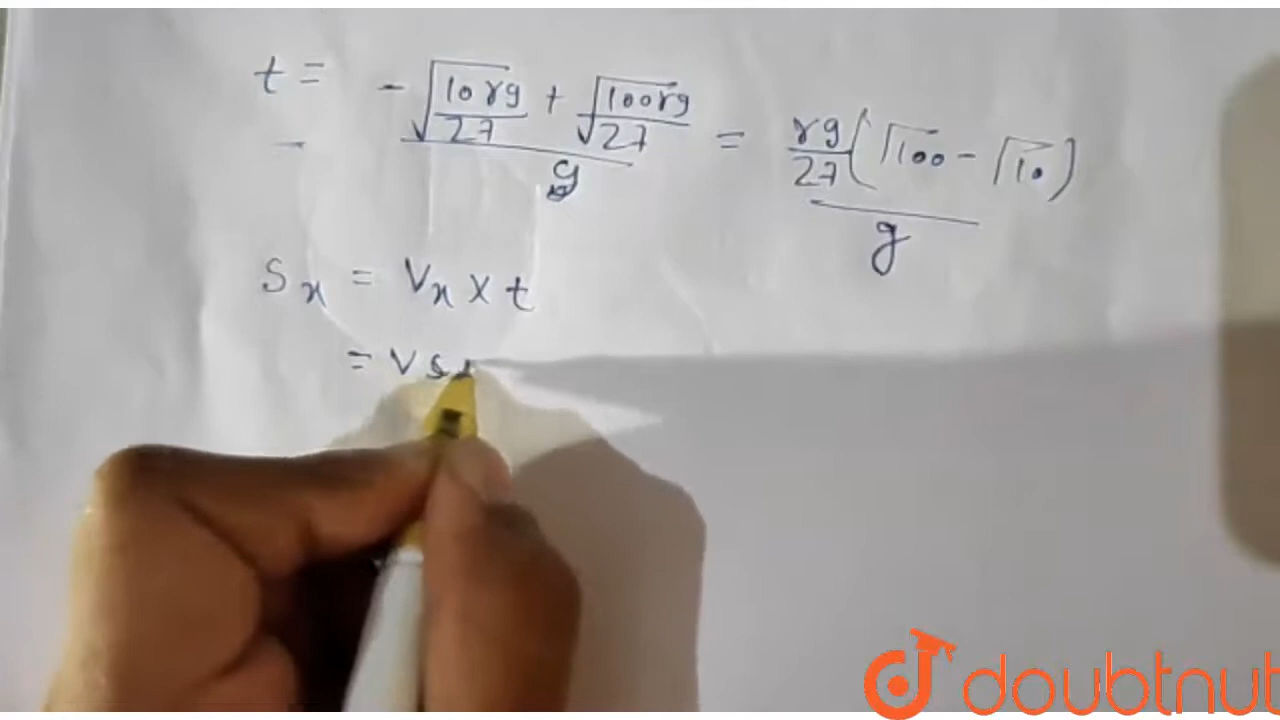 t = (-√(10rg/27) + √(100rg/27))/g = (rg/27(√100 - √10))/g
Sx = Vx × t
= V
doubtnut